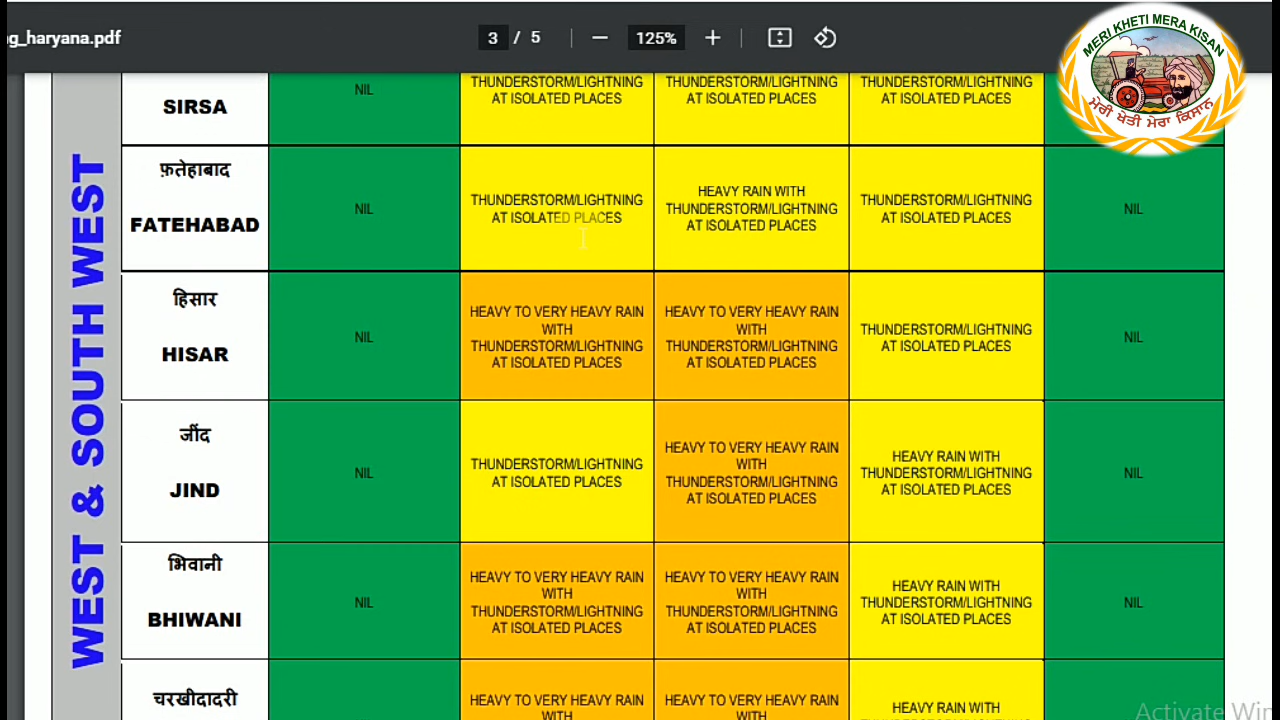 ng_haryana.pdf
3 / 5
125%
MERI KHETI MERA KISAN
ਮੇਰੀ ਖੇਤੀ ਮੇਰਾ ਕਿਸਾਨ
WEST & SOUTH WEST
SIRSA
NIL
THUNDERSTORM/LIGHTNING
AT ISOLATED PLACES
THUNDERSTORM/LIGHTNING
AT ISOLATED PLACES
THUNDERSTORM/LIGHTNING
AT ISOLATED PLACES
फ़तेहाबाद
FATEHABAD
NIL
THUNDERSTORM/LIGHTNING
AT ISOLATED PLACES
HEAVY RAIN WITH
THUNDERSTORM/LIGHTNING
AT ISOLATED PLACES
THUNDERSTORM/LIGHTNING
AT ISOLATED PLACES
NIL
हिसार
HISAR
NIL
HEAVY TO VERY HEAVY RAIN
WITH
THUNDERSTORM/LIGHTNING
AT ISOLATED PLACES
HEAVY TO VERY HEAVY RAIN
WITH
THUNDERSTORM/LIGHTNING
AT ISOLATED PLACES
THUNDERSTORM/LIGHTNING
AT ISOLATED PLACES
NIL
जींद
JIND
NIL
THUNDERSTORM/LIGHTNING
AT ISOLATED PLACES
HEAVY TO VERY HEAVY RAIN
WITH
THUNDERSTORM/LIGHTNING
AT ISOLATED PLACES
HEAVY RAIN WITH
THUNDERSTORM/LIGHTNING
AT ISOLATED PLACES
NIL
भिवानी
BHIWANI
NIL
HEAVY TO VERY HEAVY RAIN
WITH
THUNDERSTORM/LIGHTNING
AT ISOLATED PLACES
HEAVY TO VERY HEAVY RAIN
WITH
THUNDERSTORM/LIGHTNING
AT ISOLATED PLACES
HEAVY RAIN WITH
THUNDERSTORM/LIGHTNING
AT ISOLATED PLACES
NIL
चरखीदादरी
HEAVY TO VERY HEAVY RAIN
WITH
HEAVY TO VERY HEAVY RAIN
WITH
HEAVY RAIN WITH
Activate Win